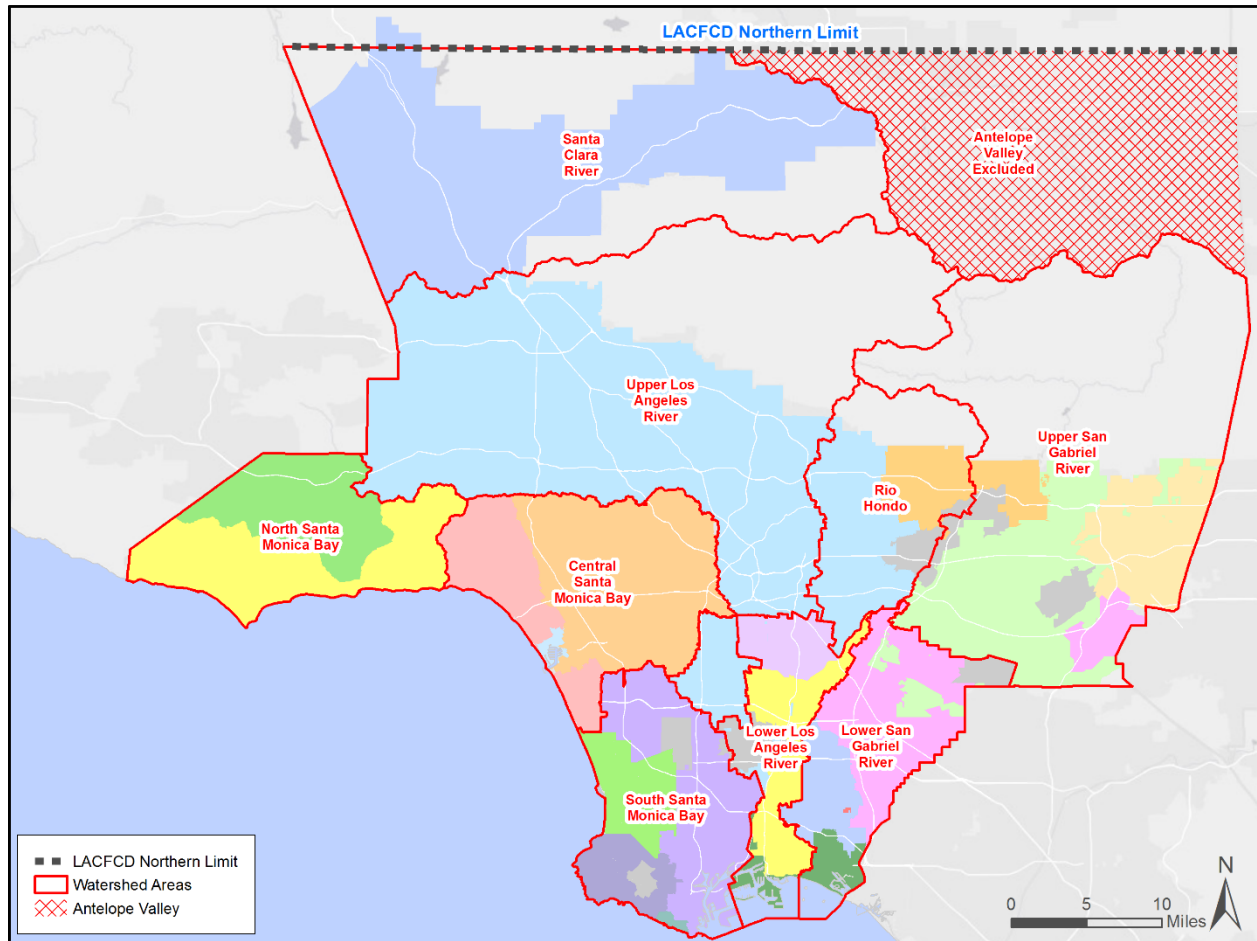 LACFCD Northern Limit
Santa
Clara
River
Antelope
Valley
Excluded
Upper Los
Angeles
River
Upper San
Gabriel
River
Rio
Hondo
North Santa
Monica Bay
Central
Santa
Monica Bay
Lower Los
Angeles
River
Lower San
Gabriel
River
South Santa
Monica Bay
LACFCD Northern Limit
Watershed Areas
Antelope Valley
N
0 5 10
Miles